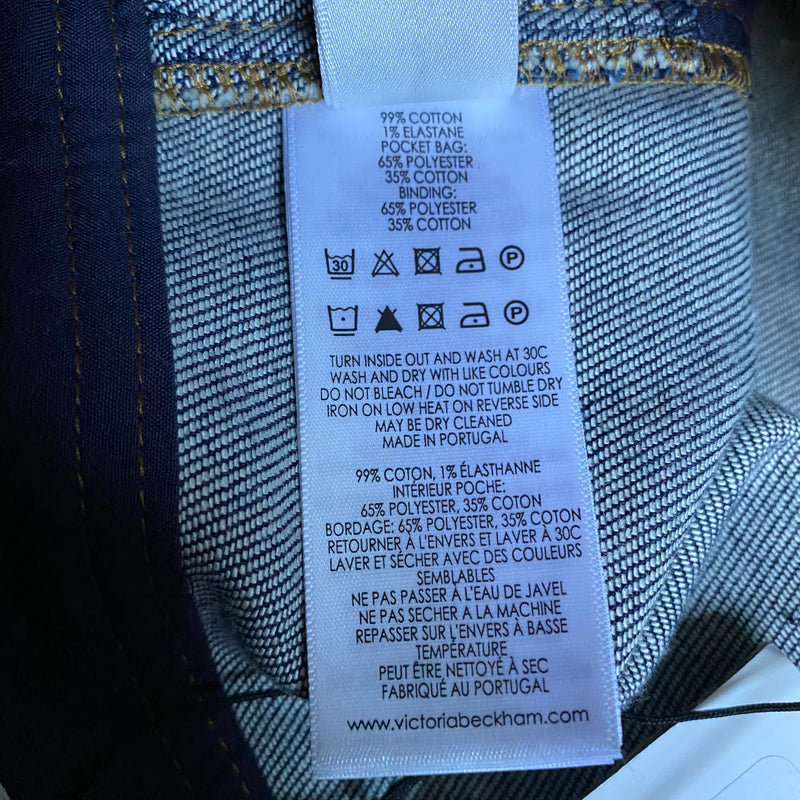 99% COTTON
1% ELASTANE
POCKET BAG:
65% POLYESTER
35% COTTON
BINDING:
65% POLYESTER
35% COTTON
30 P
P
TURN INSIDE OUT AND WASH AT 30C
WASH AND DRY WITH LIKE COLOURS
DO NOT BLEACH / DO NOT TUMBLE DRY
IRON ON LOW HEAT ON REVERSE SIDE
MAY BE DRY CLEANED
MADE IN PORTUGAL
99% COTON, 1% ÉLASTHANNE
INTÉRIEUR POCHE:
65% POLYESTER, 35% COTON
BORDAGE: 65% POLYESTER, 35% COTON
RETOURNER À L'ENVERS ET LAVER À 30C
LAVER ET SÉCHER AVEC DES COULEURS
SEMBLABLES
NE PAS PASSER À L'EAU DE JAVEL
NE PAS SECHER A LA MACHINE
REPASSER SUR L'ENVERS À BASSE
TEMPÉRATURE
PEUT ÊTRE NETTOYÉ À SEC
FABRIQUÉ AU PORTUGAL
www.victoriabeckham.com